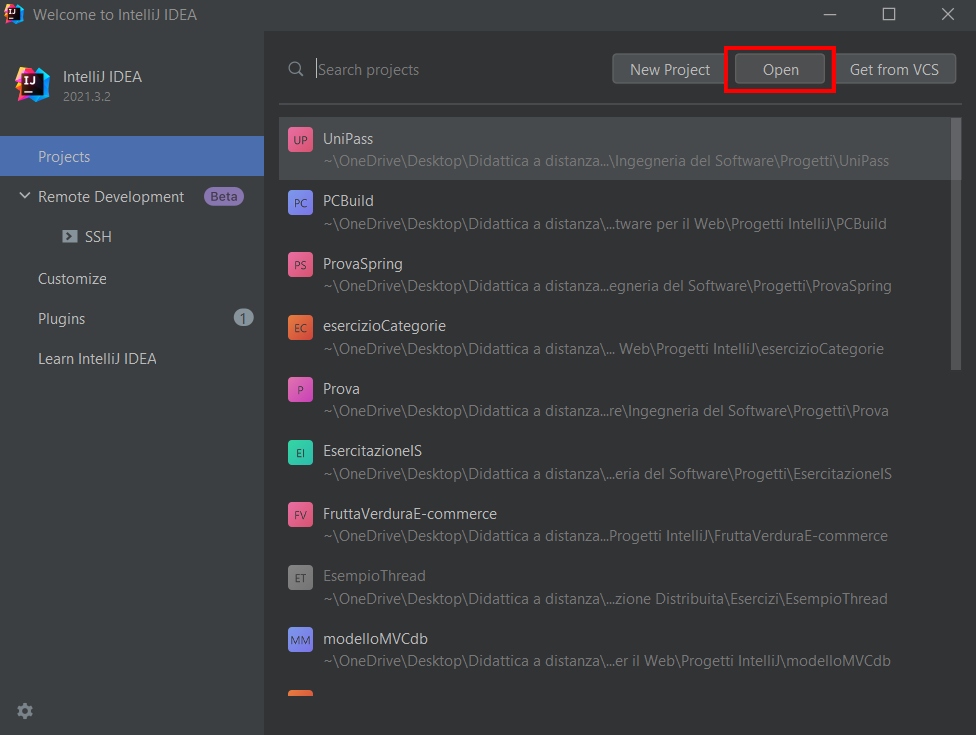 Welcome to IntelliJ IDEA
IntelliJ IDEA
2021.3.2
Projects
Remote Development Beta
SSH
Customize
Plugins 1
Learn IntelliJ IDEA
Search projects
New Project Open Get from VCS
UP UniPass
~\OneDrive\Desktop\Didattica a distanza...\Ingegneria del Software\Progetti\UniPass
PC PCBuild
~\OneDrive\Desktop\Didattica a distanza\...tware per il Web\Progetti IntelliJ\PCBuild
PS ProvaSpring
~\OneDrive\Desktop\Didattica a distanza...egneria del Software\Progetti\ProvaSpring
EC esercizioCategorie
~\OneDrive\Desktop\Didattica a distanza\... Web\Progetti IntelliJ\esercizioCategorie
P Prova
~\OneDrive\Desktop\Didattica a distanza...re\Ingegneria del Software\Progetti\Prova
EI EsercitazioneIS
~\OneDrive\Desktop\Didattica a distanza\...eria del Software\Progetti\EsercitazioneIS
FV FruttaVerduraE-commerce
~\OneDrive\Desktop\Didattica a distanza...Progetti IntelliJ\FruttaVerduraE-commerce
ET EsempioThread
~\OneDrive\Desktop\Didattica a distanza\...zione Distribuita\Esercizi\EsempioThread
MM modelloMVCdb
~\OneDrive\Desktop\Didattica a distanza\...er il Web\Progetti IntelliJ\modelloMVCdb